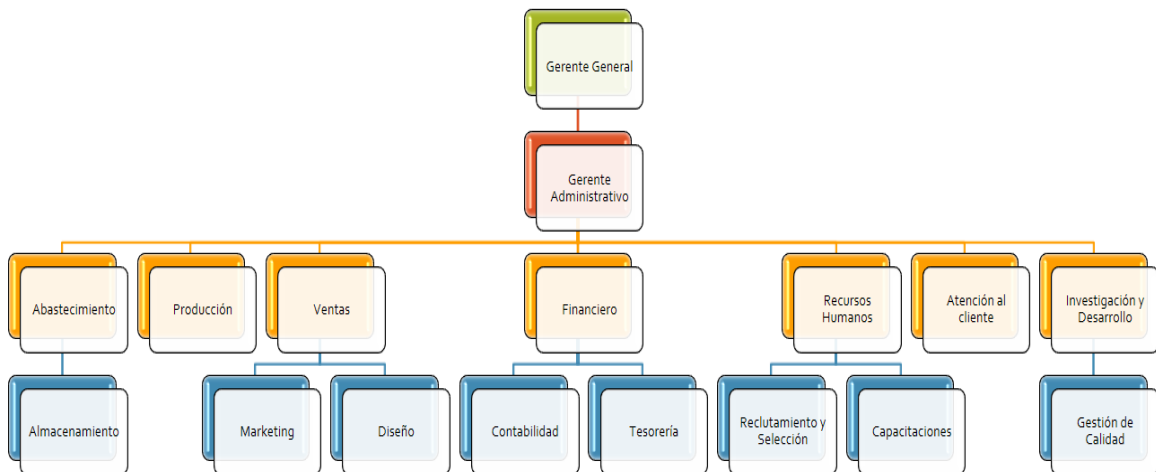 Gerente General
Gerente
Administrativo
Abastecimiento
Producción
Ventas
Financiero
Recursos
Humanos
Atención al
cliente
Investigación y
Desarrollo
Almacenamiento
Marketing
Diseño
Contabilidad
Tesorería
Reclutamiento y
Selección
Capacitaciones
Gestión de
Calidad